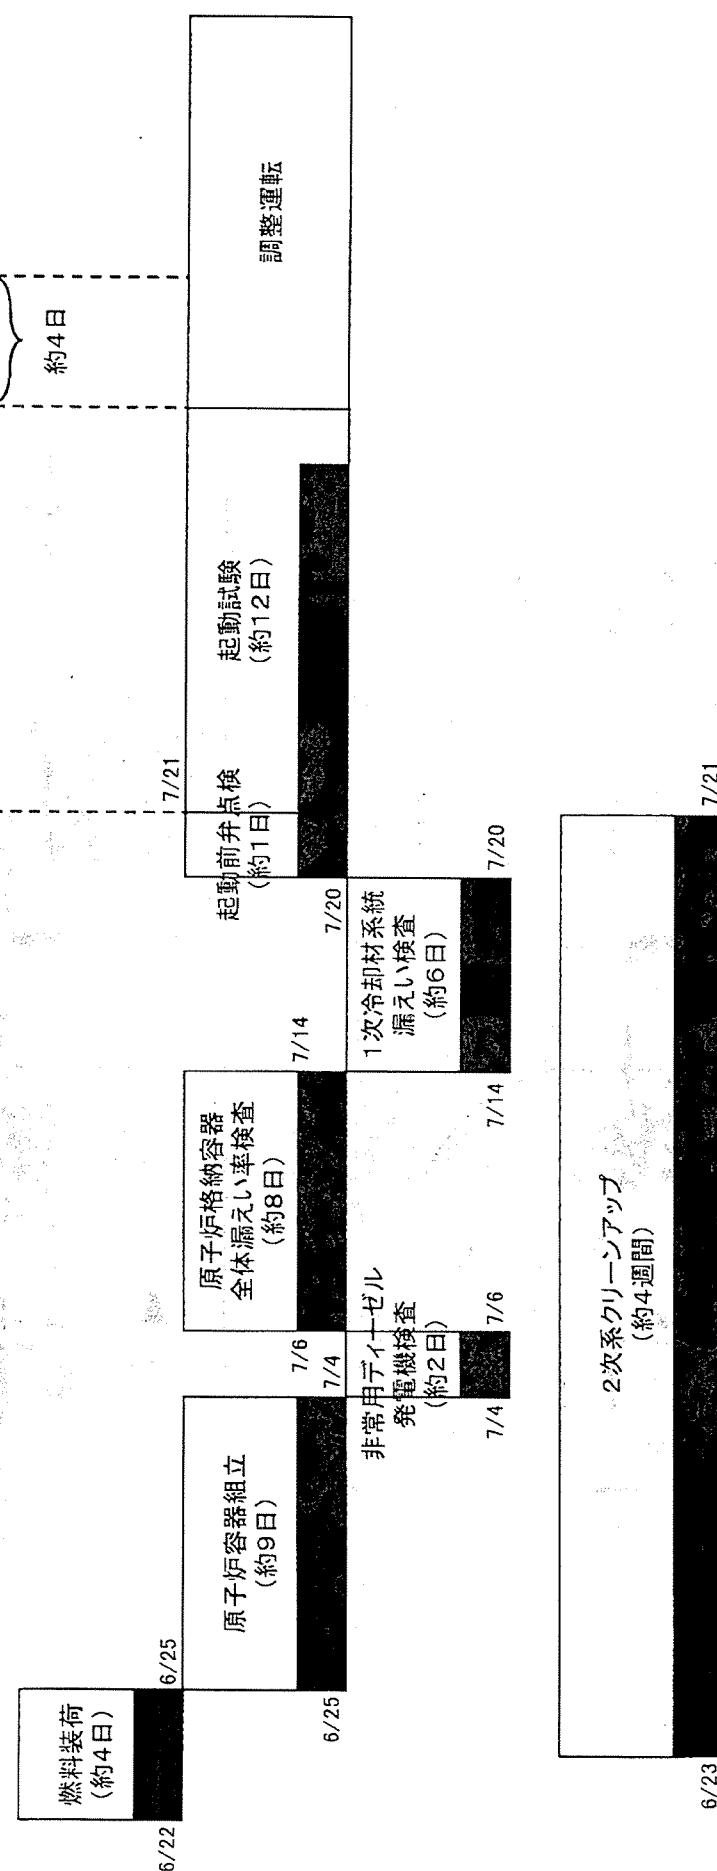 燃料装荷
(約4日)
6/22
6/25
原子炉容器組立
(約9日)
6/25
7/4
非常用ディーゼル
発電機検査
(約2日)
7/4
7/6
原子炉格納容器
全体漏えい率検査
(約8日)
7/6
7/14
1次冷却材系統
漏えい検査
(約6日)
7/14
7/20
起動前弁点検
(約1日)
7/20
7/21
起動試験
(約12日)
約4日
調整運転
2次系クリーンアップ
(約4週間)
6/23
7/21